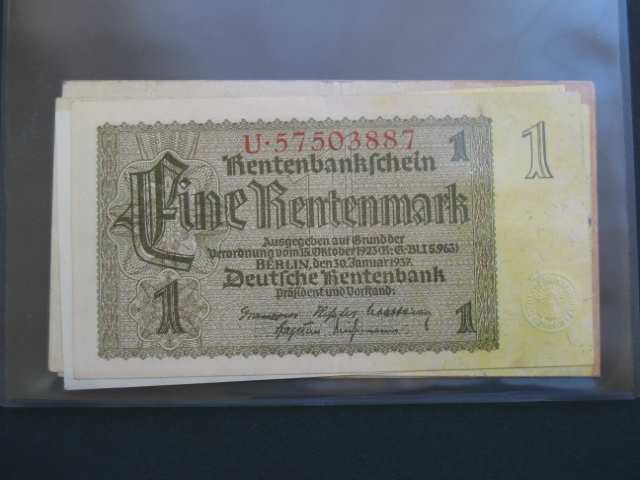 U·57503887
1
1
Rentenbankschein
Eine Rentenmark
Ausgegeben auf Grund der
Verordnung vom 15. Oktober 1923 (R.-G.-Bl. I S. 963)
BERLIN, den 30. Januar 1937.
Deutsche Rentenbank
Präsident und Vorstand:
1
1